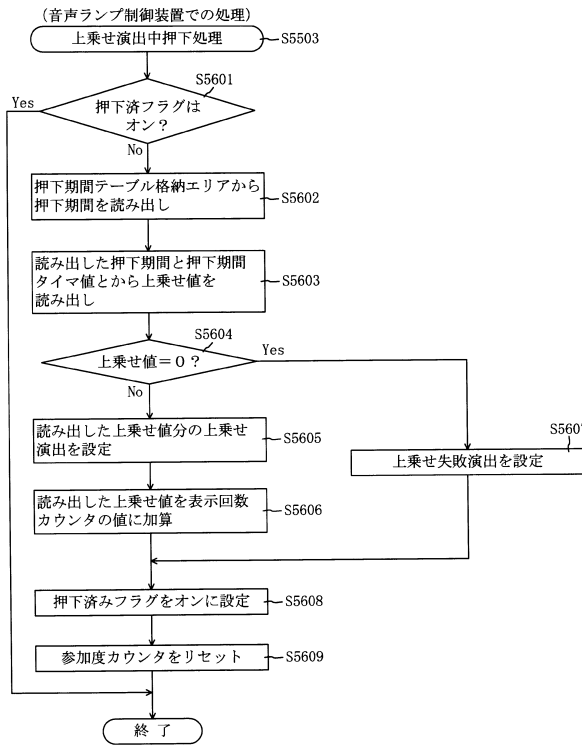 (音声ランプ制御装置での処理)
上乗せ演出中押下処理
S5503
S5601
押下済フラグは
オン?
Yes
No
押下期間テーブル格納エリアから
押下期間を読み出し
S5602
読み出した押下期間と押下期間
タイマ値とから上乗せ値を
読み出し
S5603
S5604
上乗せ値=0?
Yes
No
読み出した上乗せ値分の上乗せ
演出を設定
S5605
S5607
上乗せ失敗演出を設定
読み出した上乗せ値を表示回数
カウンタの値に加算
S5606
押下済みフラグをオンに設定
S5608
参加度カウンタをリセット
S5609
終 了